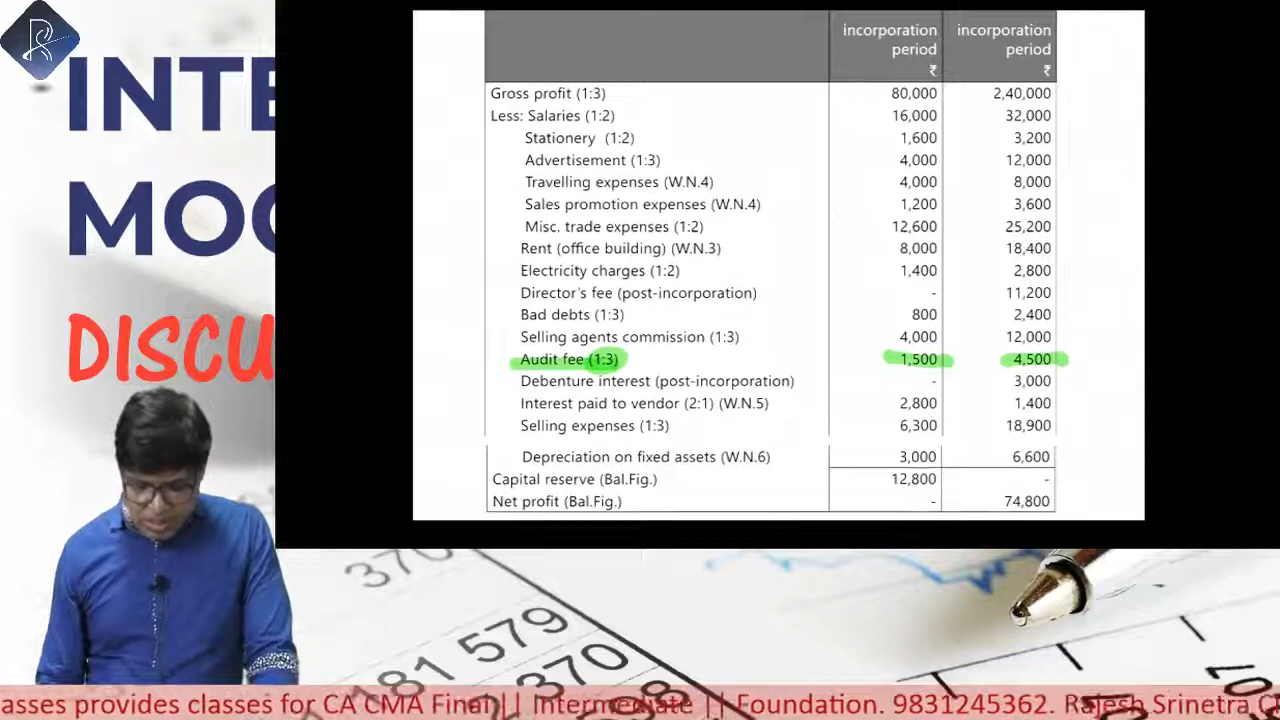 INTE
MOC
DISCU
incorporation period ₹ incorporation period ₹
Gross profit (1:3) 80,000 2,40,000
Less: Salaries (1:2) 16,000 32,000
Stationery (1:2) 1,600 3,200
Advertisement (1:3) 4,000 12,000
Travelling expenses (W.N.4) 4,000 8,000
Sales promotion expenses (W.N.4) 1,200 3,600
Misc. trade expenses (1:2) 12,600 25,200
Rent (office building) (W.N.3) 8,000 18,400
Electricity charges (1:2) 1,400 2,800
Director's fee (post-incorporation) - 11,200
Bad debts (1:3) 800 2,400
Selling agents commission (1:3) 4,000 12,000
Audit fee (1:3) 1,500 4,500
Debenture interest (post-incorporation) - 3,000
Interest paid to vendor (2:1) (W.N.5) 2,800 1,400
Selling expenses (1:3) 6,300 18,900
Depreciation on fixed assets (W.N.6) 3,000 6,600
Capital reserve (Bal.Fig.) 12,800 -
Net profit (Bal.Fig.) - 74,800
370
181 579
370
asses provides classes for CA CMA Final || Intermediate || Foundation. 9831245362. Rajesh Srinetra C